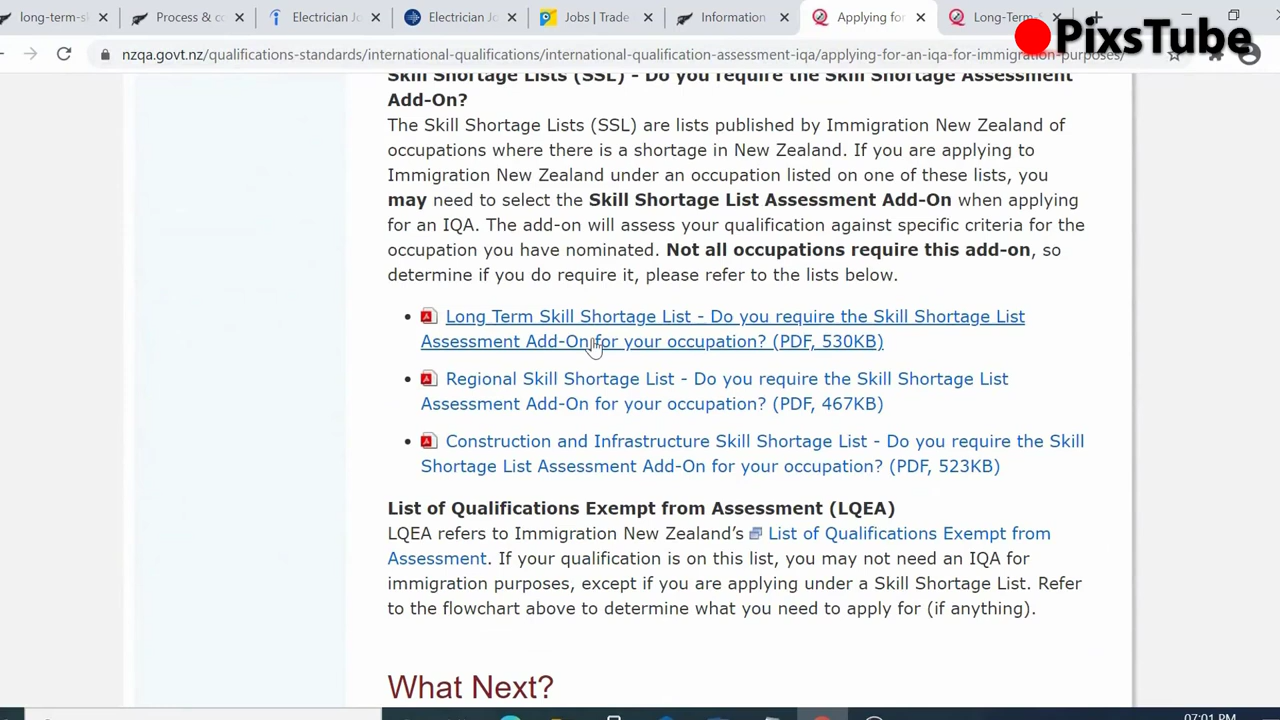 long-term-sk
Process & co
Electrician Jo
Electrician Jo
Jobs | Trade
Information
Applying for
Long-Term S
PixsTube
nzqa.govt.nz/qualifications-standards/international-qualifications/international-qualification-assessment-iqa/applying-for-an-iqa-for-immigration-purposes/
Skill Shortage Lists (SSL) - Do you require the Skill Shortage Assessment
Add-On?
The Skill Shortage Lists (SSL) are lists published by Immigration New Zealand of
occupations where there is a shortage in New Zealand. If you are applying to
Immigration New Zealand under an occupation listed on one of these lists, you
may need to select the Skill Shortage List Assessment Add-On when applying
for an IQA. The add-on will assess your qualification against specific criteria for the
occupation you have nominated. Not all occupations require this add-on, so
determine if you do require it, please refer to the lists below.
• Long Term Skill Shortage List - Do you require the Skill Shortage List
Assessment Add-On for your occupation? (PDF, 530KB)
• Regional Skill Shortage List - Do you require the Skill Shortage List
Assessment Add-On for your occupation? (PDF, 467KB)
• Construction and Infrastructure Skill Shortage List - Do you require the Skill
Shortage List Assessment Add-On for your occupation? (PDF, 523KB)
List of Qualifications Exempt from Assessment (LQEA)
LQEA refers to Immigration New Zealand's List of Qualifications Exempt from
Assessment. If your qualification is on this list, you may not need an IQA for
immigration purposes, except if you are applying under a Skill Shortage List. Refer
to the flowchart above to determine what you need to apply for (if anything).
What Next?
07:01 PM